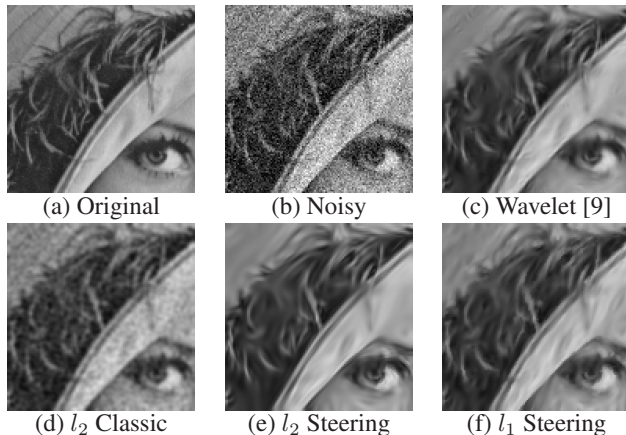 (a) Original (b) Noisy (c) Wavelet [9]
(d) l₂ Classic (e) l₂ Steering (f) l₁ Steering